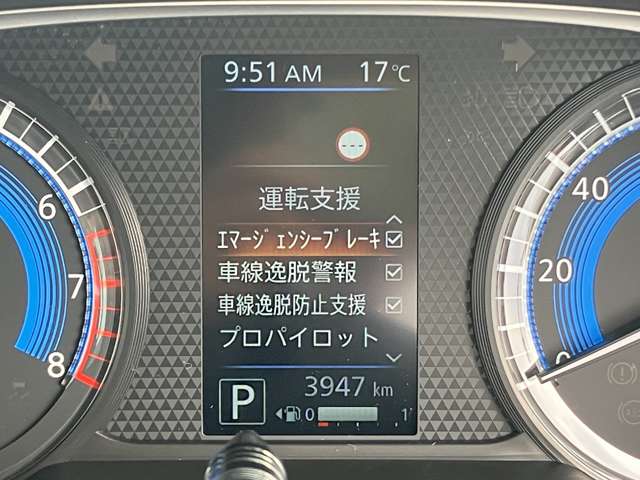 9:51 AM 17℃
---
運転支援
ｴﾏｰｼﾞｪﾝｼｰﾌﾞﾚｰｷ
車線逸脱警報
車線逸脱防止支援
プロパイロット
P
3947 km
0 1
6
7
8
40
20
0